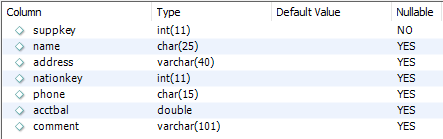 Column Type Default Value Nullable
suppkey int(11) NO
name char(25) YES
address varchar(40) YES
nationkey int(11) YES
phone char(15) YES
acctbal double YES
comment varchar(101) YES